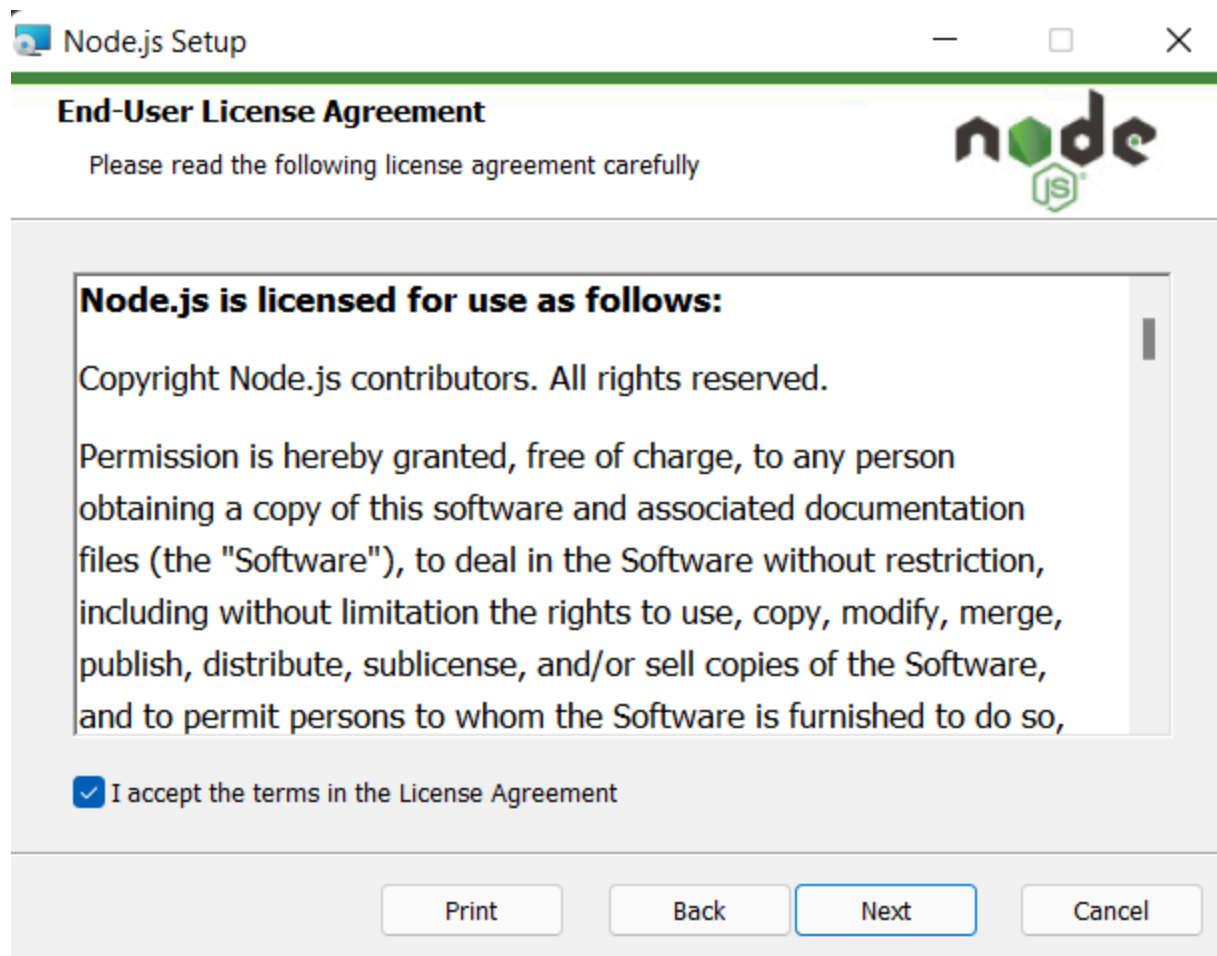 Node.js Setup
End-User License Agreement
Please read the following license agreement carefully
node
JS
Node.js is licensed for use as follows:
Copyright Node.js contributors. All rights reserved.
Permission is hereby granted, free of charge, to any person
obtaining a copy of this software and associated documentation
files (the "Software"), to deal in the Software without restriction,
including without limitation the rights to use, copy, modify, merge,
publish, distribute, sublicense, and/or sell copies of the Software,
and to permit persons to whom the Software is furnished to do so,
I accept the terms in the License Agreement
Print Back Next Cancel